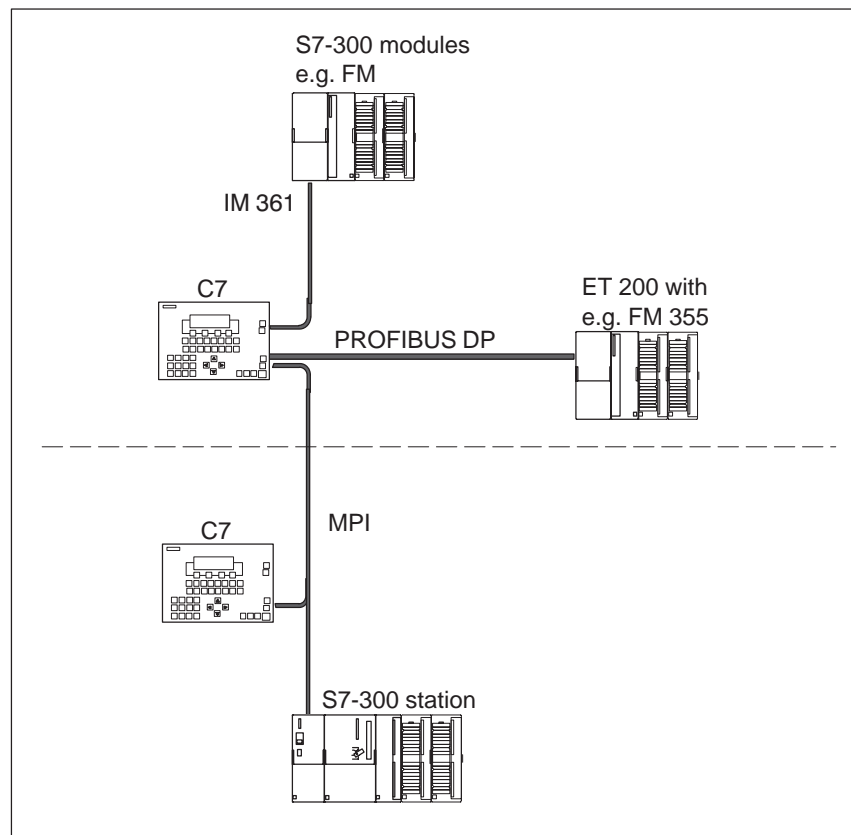 S7-300 modules
e.g. FM
IM 361
C7
ET 200 with
e.g. FM 355
PROFIBUS DP
MPI
C7
S7-300 station